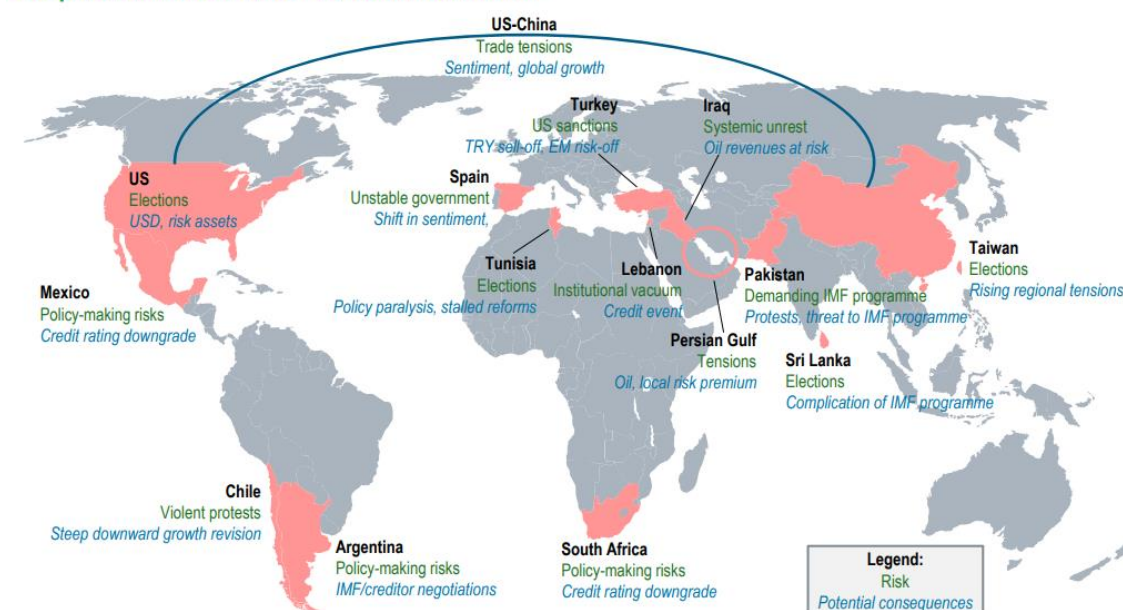 US-China
Trade tensions
Sentiment, global growth
Turkey
US sanctions
TRY sell-off, EM risk-off
Iraq
Systemic unrest
Oil revenues at risk
US
Elections
USD, risk assets
Spain
Unstable government
Shift in sentiment,
Tunisia
Elections
Policy paralysis, stalled reforms
Lebanon
Institutional vacuum
Credit event
Pakistan
Demanding IMF programme
Protests, threat to IMF programme
Taiwan
Elections
Rising regional tensions
Mexico
Policy-making risks
Credit rating downgrade
Persian Gulf
Tensions
Oil, local risk premium
Sri Lanka
Elections
Complication of IMF programme
Chile
Violent protests
Steep downward growth revision
Argentina
Policy-making risks
IMF/creditor negotiations
South Africa
Policy-making risks
Credit rating downgrade
Legend:
Risk
Potential consequences